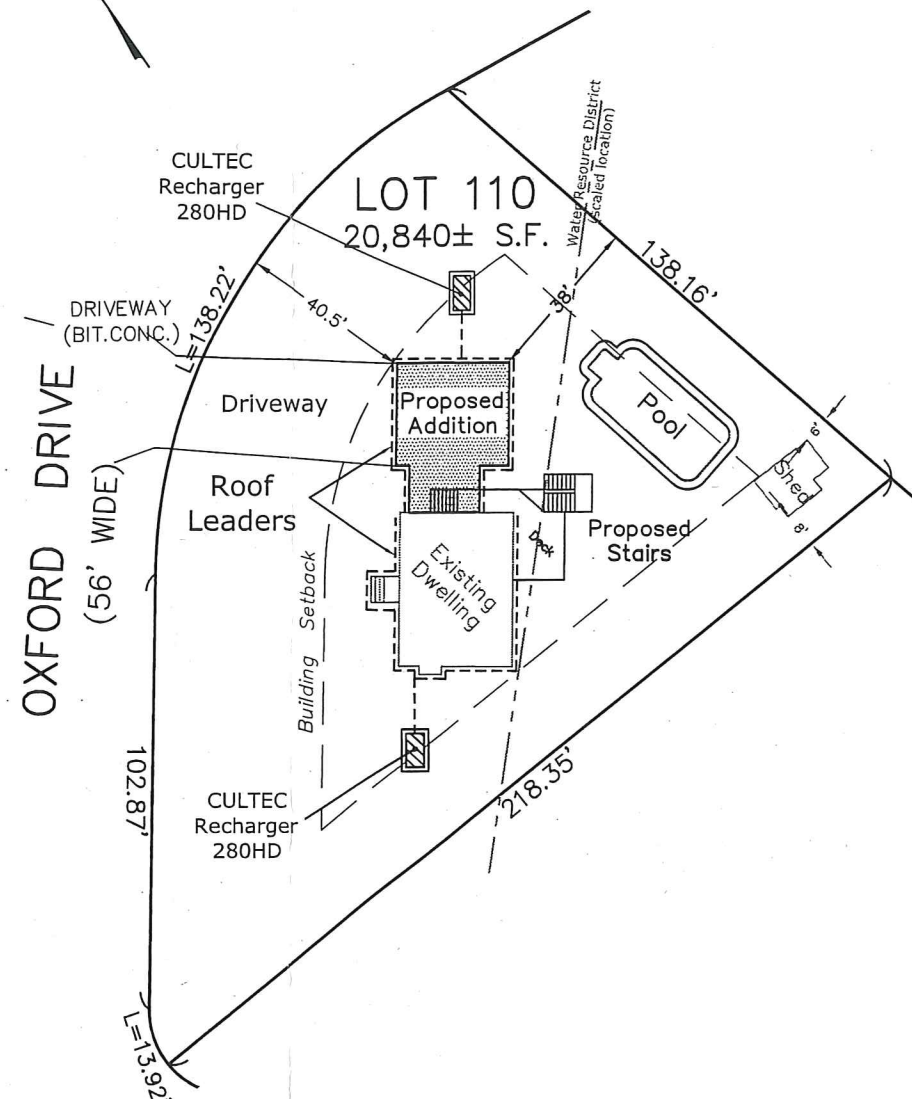 Water Resource District
(scaled location)
CULTEC
Recharger
280HD
LOT 110
20,840± S.F.
138.16'
L=138.22'
40.5'
38'
DRIVEWAY
(BIT.CONC.)
OXFORD DRIVE
(56' WIDE)
Driveway
Proposed
Addition
Pool
Shed
9'
8'
Roof
Leaders
Deck
Proposed
Stairs
Existing
Dwelling
Building Setback
102.87'
218.35'
CULTEC
Recharger
280HD
L=13.92'